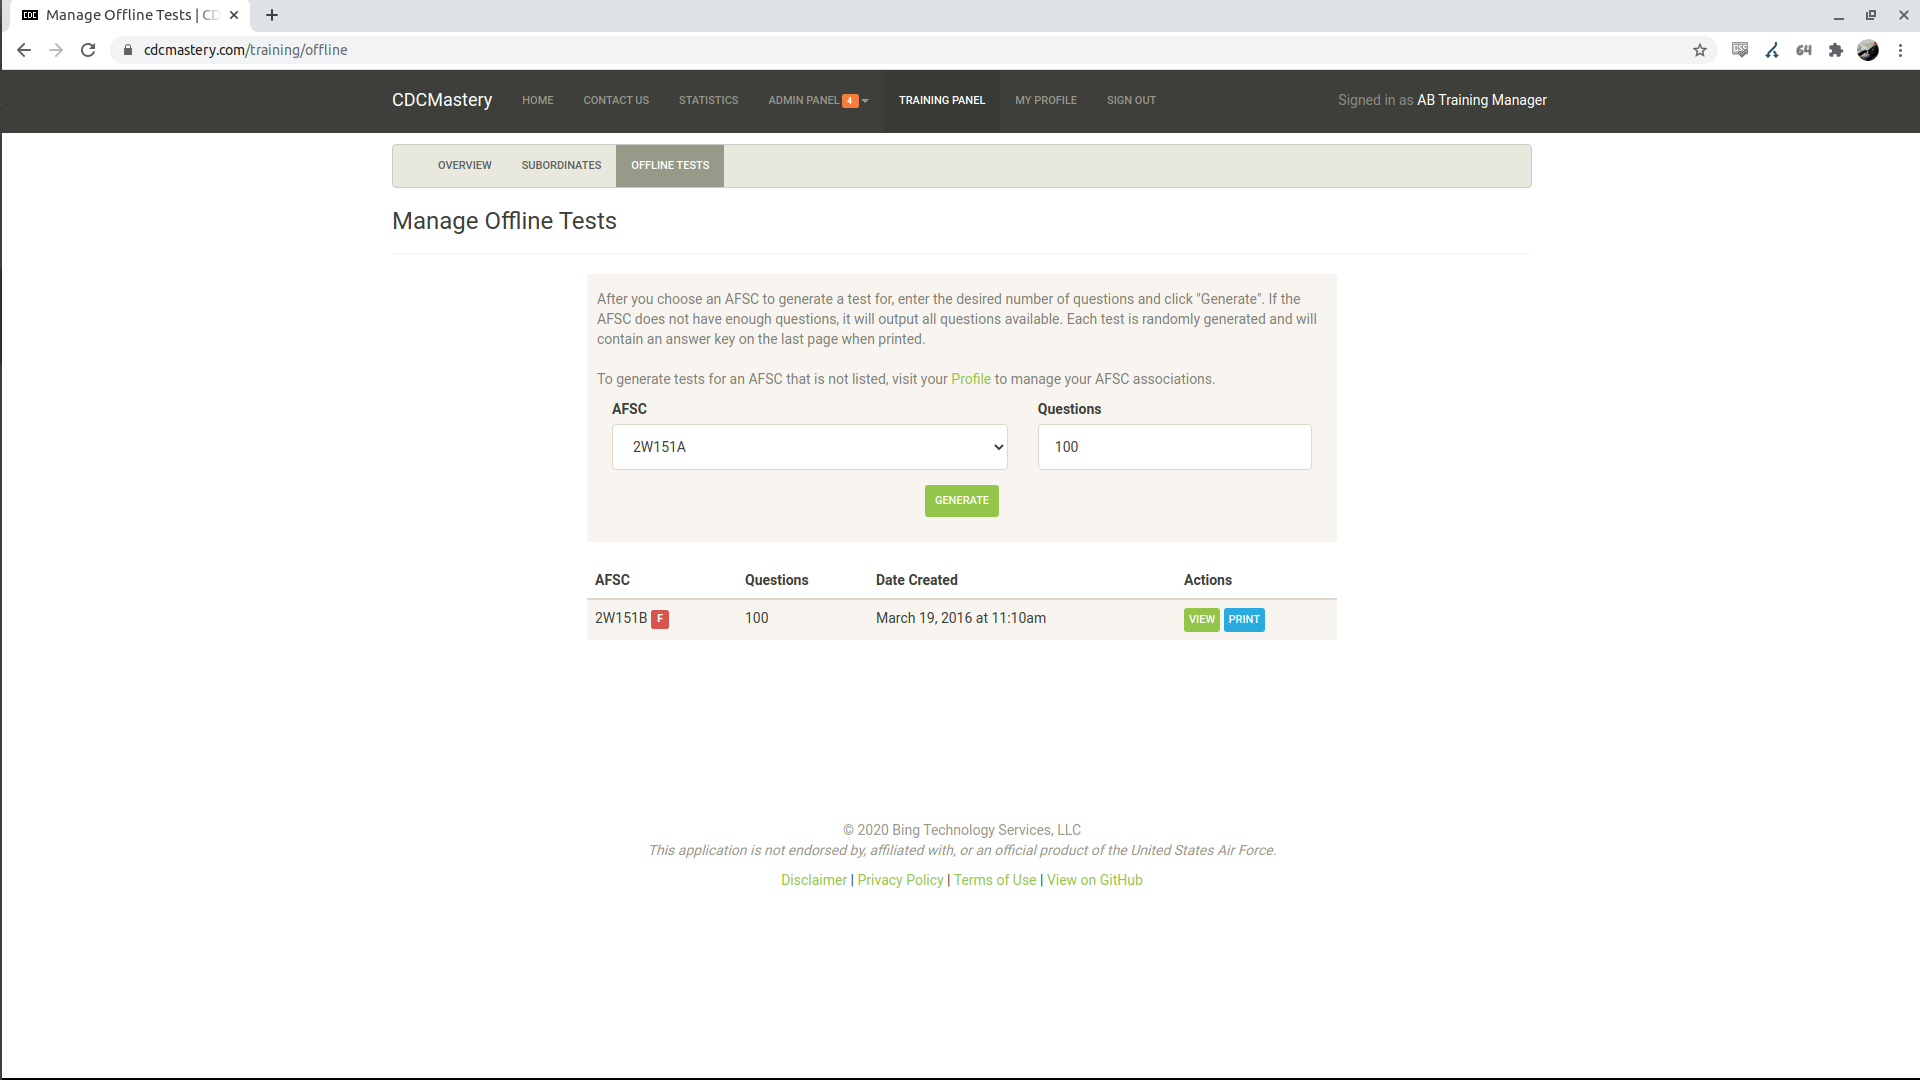 Manage Offline Tests | CD
cdcmastery.com/training/offline
64
CDCMastery HOME CONTACT US STATISTICS ADMIN PANEL 4 TRAINING PANEL MY PROFILE SIGN OUT Signed in as AB Training Manager
OVERVIEW SUBORDINATES OFFLINE TESTS
Manage Offline Tests
After you choose an AFSC to generate a test for, enter the desired number of questions and click "Generate". If the
AFSC does not have enough questions, it will output all questions available. Each test is randomly generated and will
contain an answer key on the last page when printed.
To generate tests for an AFSC that is not listed, visit your Profile to manage your AFSC associations.
AFSC Questions
2W151A 100
GENERATE
AFSC Questions Date Created Actions
2W151B F 100 March 19, 2016 at 11:10am VIEW PRINT
© 2020 Bing Technology Services, LLC
This application is not endorsed by, affiliated with, or an official product of the United States Air Force.
Disclaimer | Privacy Policy | Terms of Use | View on GitHub